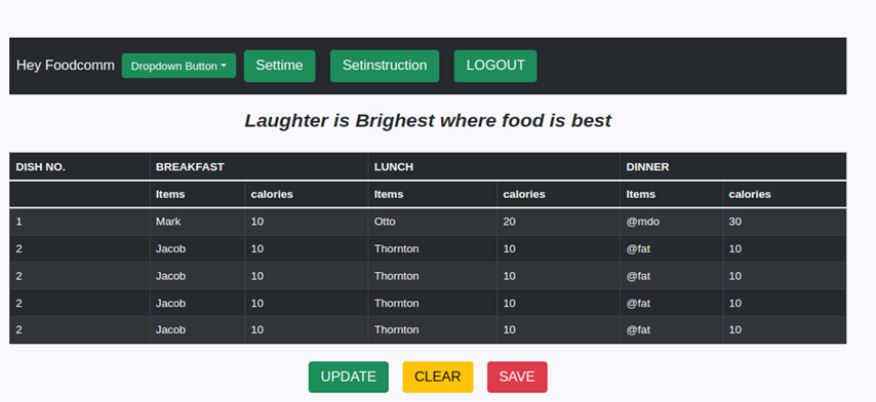 Hey Foodcomm Dropdown Button Settime Setinstruction LOGOUT
Laughter is Brighest where food is best
DISH NO. BREAKFAST LUNCH DINNER
Items calories Items calories Items calories
1 Mark 10 Otto 20 @mdo 30
2 Jacob 10 Thornton 10 @fat 10
2 Jacob 10 Thornton 10 @fat 10
2 Jacob 10 Thornton 10 @fat 10
2 Jacob 10 Thornton 10 @fat 10
UPDATE CLEAR SAVE